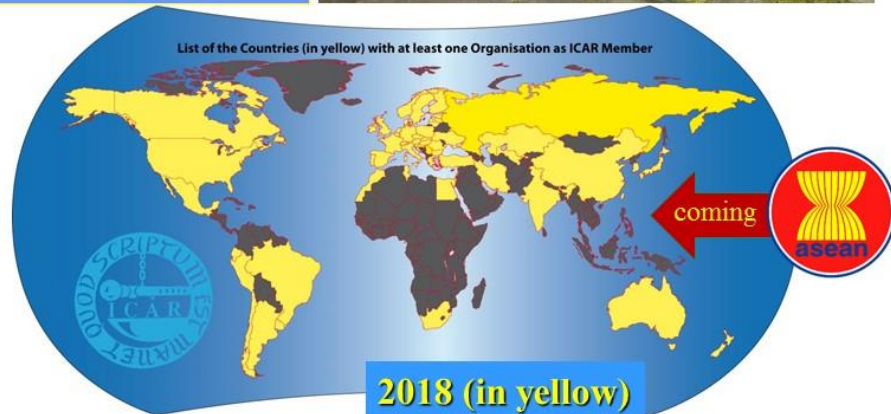 List of the Countries (in yellow) with at least one Organisation as ICAR Member
coming
asean
QUOD SCRIPTUM EST MANET
ICAR
2018 (in yellow)